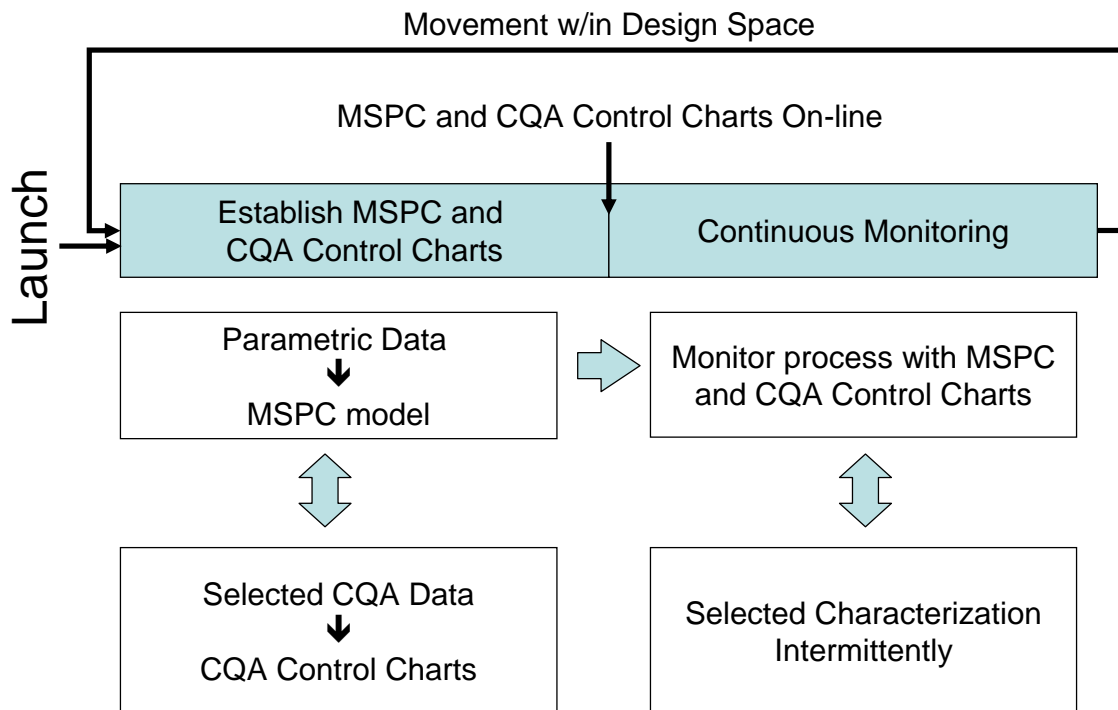 Movement w/in Design Space
MSPC and CQA Control Charts On-line
Launch
Establish MSPC and
CQA Control Charts
Continuous Monitoring
Parametric Data
MSPC model
Monitor process with MSPC
and CQA Control Charts
Selected CQA Data
CQA Control Charts
Selected Characterization
Intermittently